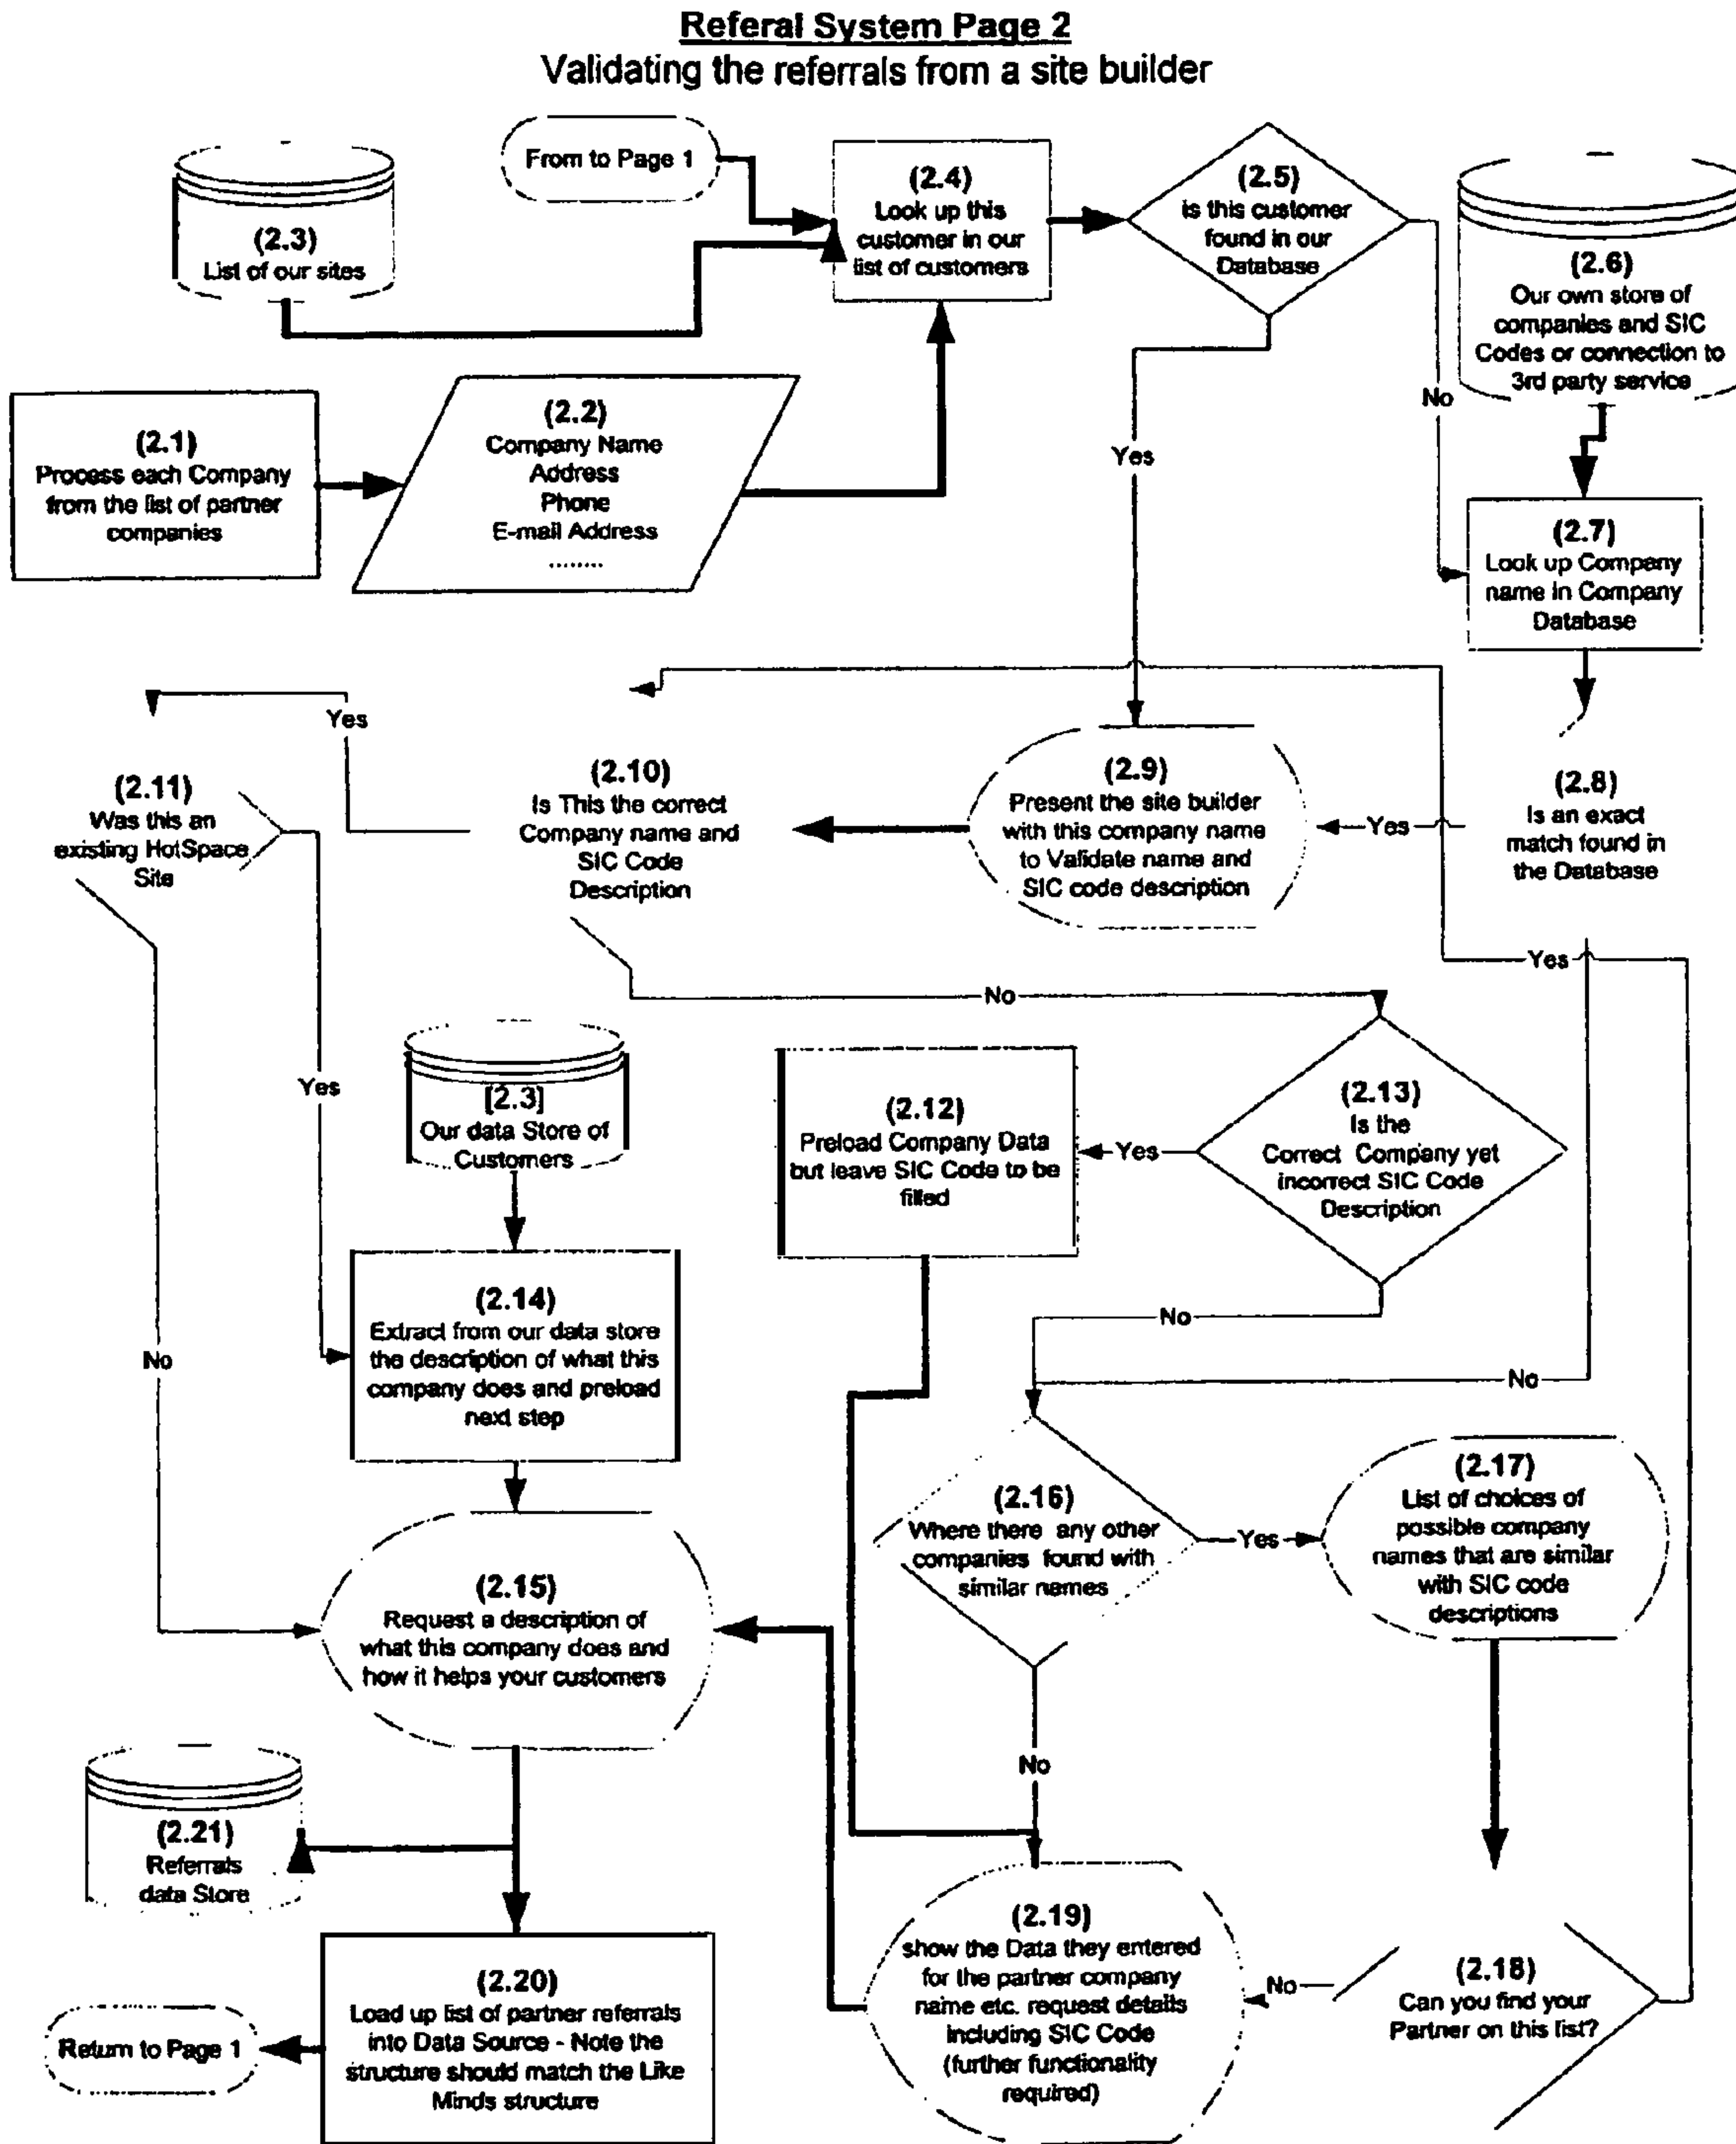 Referal System Page 2
Validating the referrals from a site builder
From to Page 1
(2.3)
List of our sites
(2.4)
Look up this
customer in our
list of customers
(2.5)
is this customer
found in our
Database
(2.6)
Our own store of
companies and SIC
Codes or connection to
3rd party service
No
Yes
(2.1)
Process each Company
from the list of partner
companies
(2.2)
Company Name
Address
Phone
E-mail Address
........
(2.7)
Look up Company
name in Company
Database
Yes
(2.11)
Was this an
existing HotSpace
Site
(2.10)
Is This the correct
Company name and
SIC Code
Description
(2.9)
Present the site builder
with this company name
to Validate name and
SIC code description
Yes
(2.8)
Is an exact
match found in
the Database
Yes
No
Yes
[2.3]
Our data Store of
Customers
(2.12)
Preload Company Data
but leave SIC Code to be
filled
Yes
(2.13)
Is the
Correct Company yet
incorrect SIC Code
Description
No
(2.14)
Extract from our data store
the description of what this
company does and preload
next step
No
No
(2.16)
Where there any other
companies found with
similar names
Yes
(2.17)
List of choices of
possible company
names that are similar
with SIC code
descriptions
(2.15)
Request a description of
what this company does and
how it helps your customers
No
(2.21)
Referrals
data Store
(2.19)
show the Data they entered
for the partner company
name etc. request details
including SIC Code
(further functionality
required)
No
(2.18)
Can you find your
Partner on this list?
(2.20)
Load up list of partner referrals
into Data Source - Note the
structure should match the Like
Minds structure
Return to Page 1